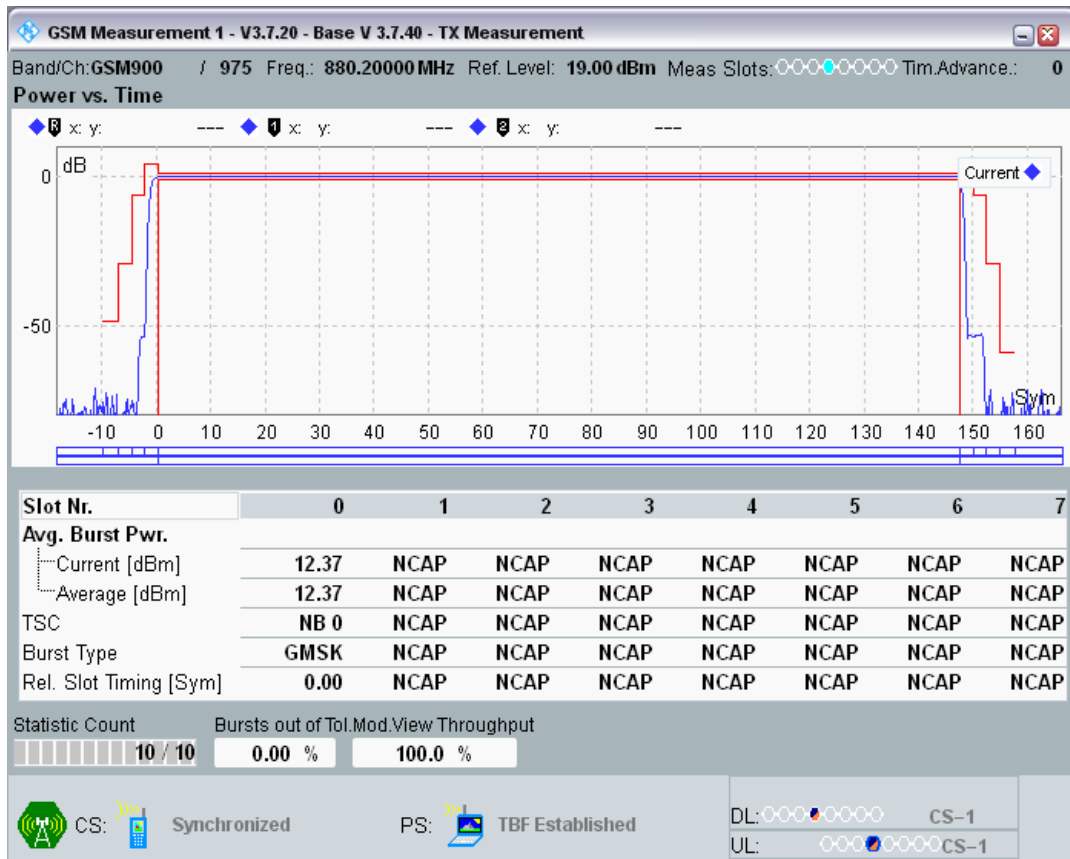 GSM Measurement 1 - V3.7.20 - Base V 3.7.40 - TX Measurement
Band/Ch:GSM900 / 975 Freq.: 880.20000 MHz Ref. Level: 19.00 dBm Meas Slots: Tim.Advance.: 0
Power vs. Time
R x: y: --- 1 x: y: --- 2 x: y: ---
dB
Current
0
-50
Sym
-10 0 10 20 30 40 50 60 70 80 90 100 110 120 130 140 150 160
Slot Nr. 0 1 2 3 4 5 6 7
Avg. Burst Pwr.
Current [dBm] 12.37 NCAP NCAP NCAP NCAP NCAP NCAP NCAP
Average [dBm] 12.37 NCAP NCAP NCAP NCAP NCAP NCAP NCAP
TSC NB 0 NCAP NCAP NCAP NCAP NCAP NCAP NCAP
Burst Type GMSK NCAP NCAP NCAP NCAP NCAP NCAP NCAP
Rel. Slot Timing [Sym] 0.00 NCAP NCAP NCAP NCAP NCAP NCAP NCAP
Statistic Count Bursts out of Tol.Mod.View Throughput
10 / 10 0.00 % 100.0 %
CS: Synchronized PS: TBF Established
DL: CS-1
UL: CS-1